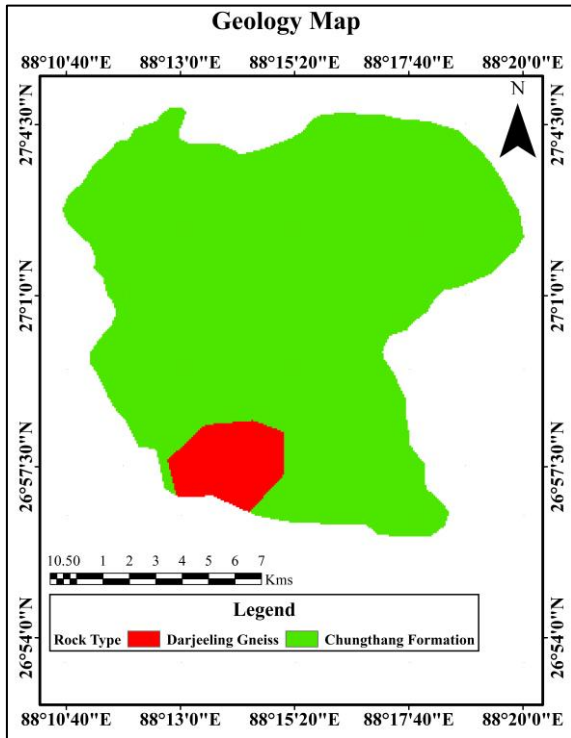 Geology Map
88°10'40"E 88°13'0"E 88°15'20"E 88°17'40"E 88°20'0"E
27°4'30"N
27°4'30"N
N
27°1'0"N
27°1'0"N
26°57'30"N
26°57'30"N
10.50 1 2 3 4 5 6 7
Kms
Legend
Rock Type Darjeeling Gneiss Chungthang Formation
26°54'0"N
26°54'0"N
88°10'40"E 88°13'0"E 88°15'20"E 88°17'40"E 88°20'0"E